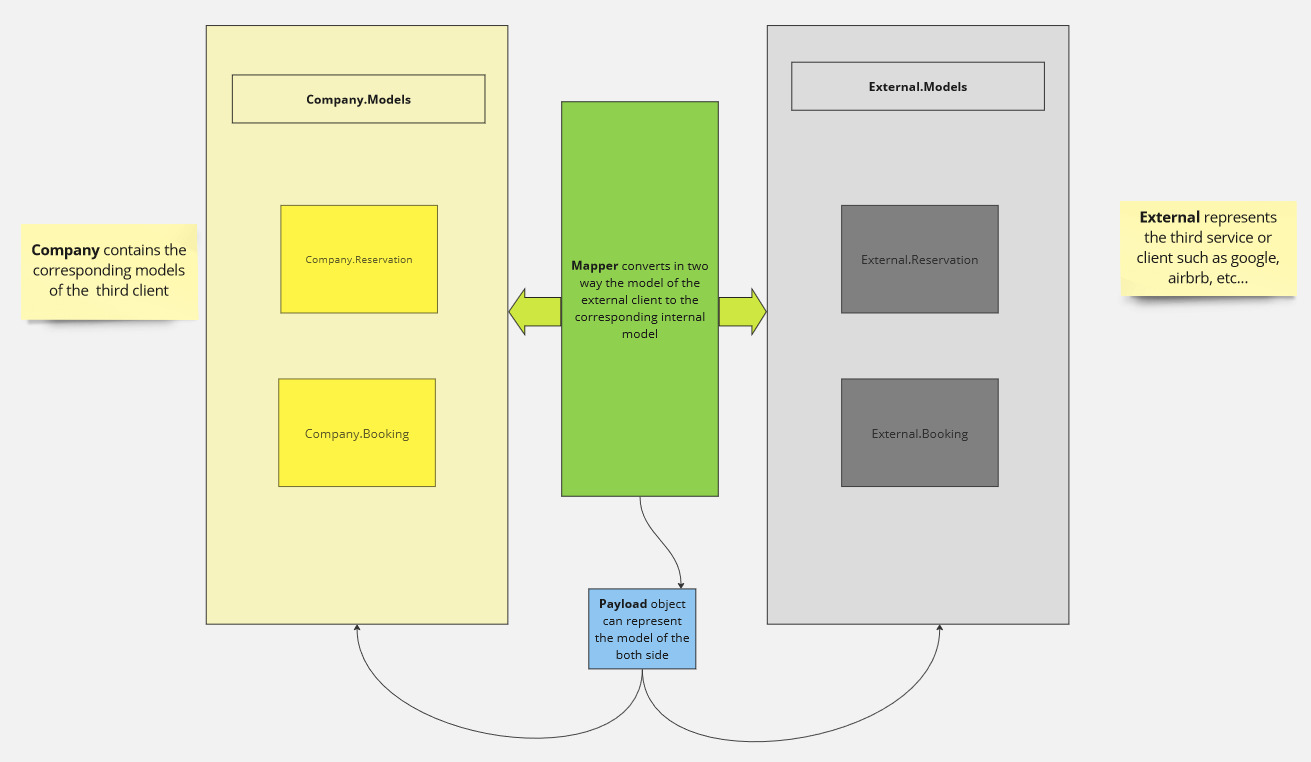 Company.Models
External.Models
Company contains the
corresponding models
of the  third client
Company.Reservation
Mapper converts in two
way the model of the
external client to the
corresponding internal
model
External.Reservation
External represents
the third service or
client such as google,
airbrb, etc...
Company.Booking
External.Booking
Payload object
can represent
the model of the
both side